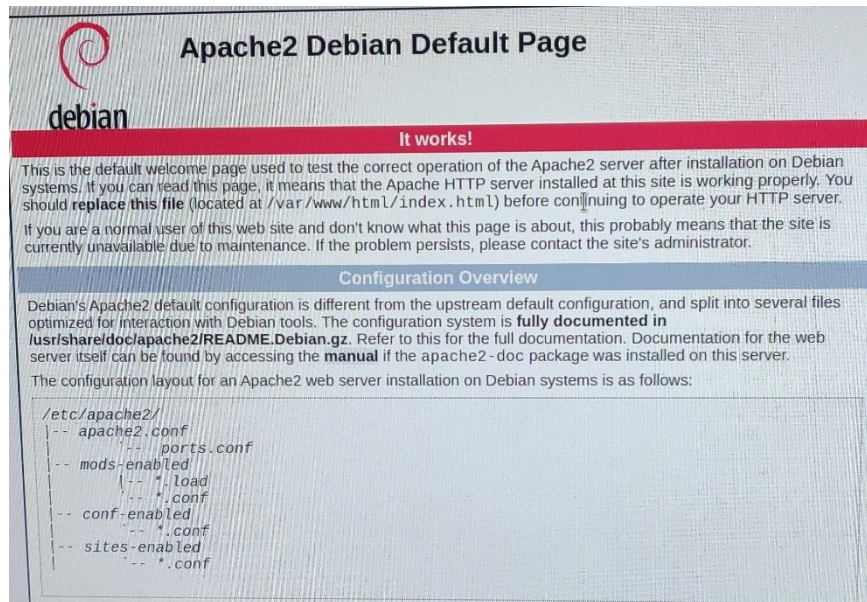 Apache2 Debian Default Page
debian
It works!
This is the default welcome page used to test the correct operation of the Apache2 server after installation on Debian
systems. If you can read this page, it means that the Apache HTTP server installed at this site is working properly. You
should replace this file (located at /var/www/html/index.html) before continuing to operate your HTTP server.
If you are a normal user of this web site and don't know what this page is about, this probably means that the site is
currently unavailable due to maintenance. If the problem persists, please contact the site's administrator.
Configuration Overview
Debian's Apache2 default configuration is different from the upstream default configuration, and split into several files
optimized for interaction with Debian tools. The configuration system is fully documented in
/usr/share/doc/apache2/README.Debian.gz. Refer to this for the full documentation. Documentation for the web
server itself can be found by accessing the manual if the apache2-doc package was installed on this server.
The configuration layout for an Apache2 web server installation on Debian systems is as follows:
/etc/apache2/
|-- apache2.conf
|       `--  ports.conf
|-- mods-enabled
|       |-- *.load
|       `-- *.conf
|-- conf-enabled
|       `-- *.conf
|-- sites-enabled
|       `-- *.conf